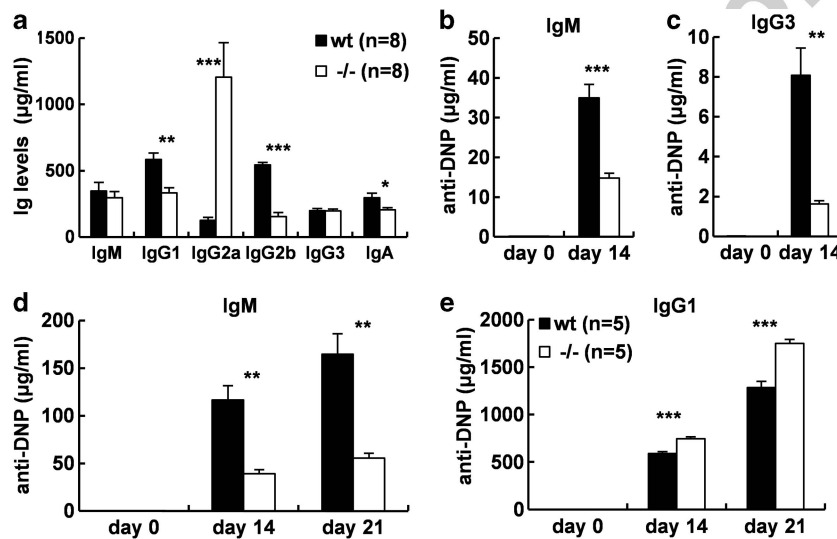 a
1500
1000
500
0
Ig levels (µg/ml)
wt (n=8)
-/- (n=8)
**
***
***
*
IgM IgG1 IgG2a IgG2b IgG3 IgA
b
IgM
50
40
30
20
10
0
anti-DNP (µg/ml)
***
day 0 day 14
c
IgG3
10
8
6
4
2
0
anti-DNP (µg/ml)
**
day 0 day 14
d
IgM
200
150
100
50
0
anti-DNP (µg/ml)
**
**
day 0 day 14 day 21
e
IgG1
2000
1500
1000
500
0
anti-DNP (µg/ml)
wt (n=5)
-/- (n=5)
***
***
day 0 day 14 day 21